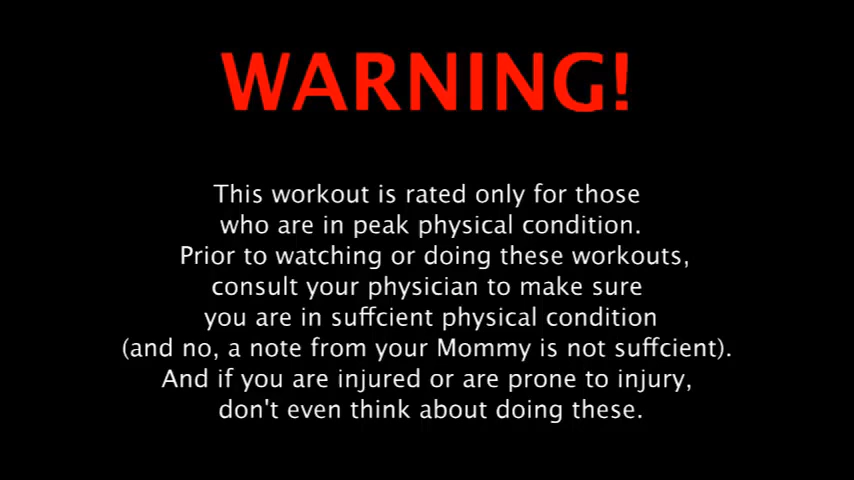 WARNING!
This workout is rated only for those
who are in peak physical condition.
Prior to watching or doing these workouts,
consult your physician to make sure
you are in suffcient physical condition
(and no, a note from your Mommy is not suffcient).
And if you are injured or are prone to injury,
don't even think about doing these.